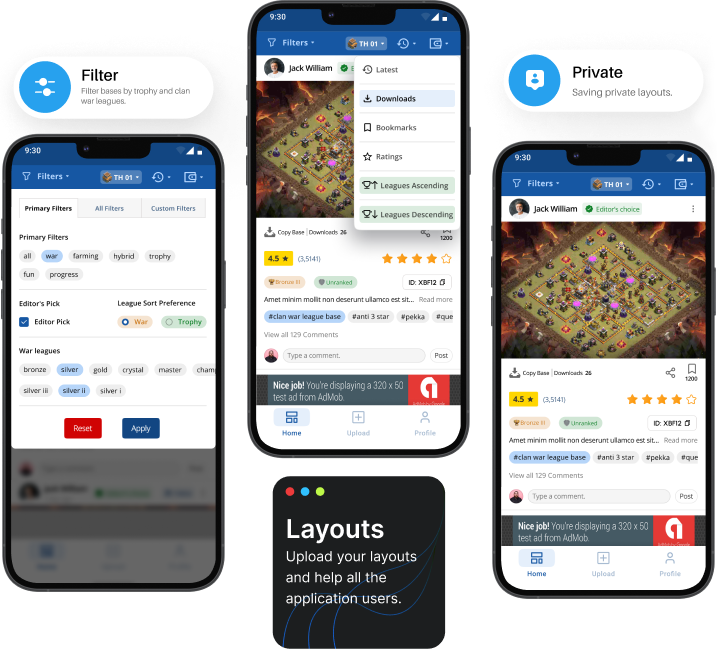 Filter
Filter bases by trophy and clan
war leagues.
9:30
Filters
TH 01
Primary Filters
All Filters
Custom Filters
Primary Filters
all
war
farming
hybrid
trophy
fun
progress
Editor's Pick
League Sort Preference
Editor Pick
War
Trophy
War leagues
bronze
silver
gold
crystal
master
cham
silver iii
silver ii
silver i
Reset
Apply
9:30
Filters
TH 01
Jack William
Latest
Downloads
Bookmarks
Ratings
Leagues Ascending
Leagues Descending
Copy Base
Downloads 26
1200
4.5
(3,5141)
Bronze III
Unranked
ID: XBF12
Amet minim mollit non deserunt ullamco est sit...
Read more
#clan war league base
#anti 3 star
#pekka
#que
View all 129 Comments
Type a comment.
Post
Nice job! You're displaying a 320 x 50
test ad from AdMob.
Home
Upload
Profile
Layouts
Upload your layouts
and help all the
application users.
Private
Saving private layouts.
9:30
Filters
TH 01
Jack William
Editor's choice
Copy Base
Downloads 26
1200
4.5
(3,5141)
Bronze III
Unranked
ID: XBF12
Amet minim mollit non deserunt ullamco est sit...
Read more
#clan war league base
#anti 3 star
#pekka
#que
View all 129 Comments
Type a comment.
Post
Nice job! You're displaying a 320 x 50
test ad from AdMob.
Home
Upload
Profile